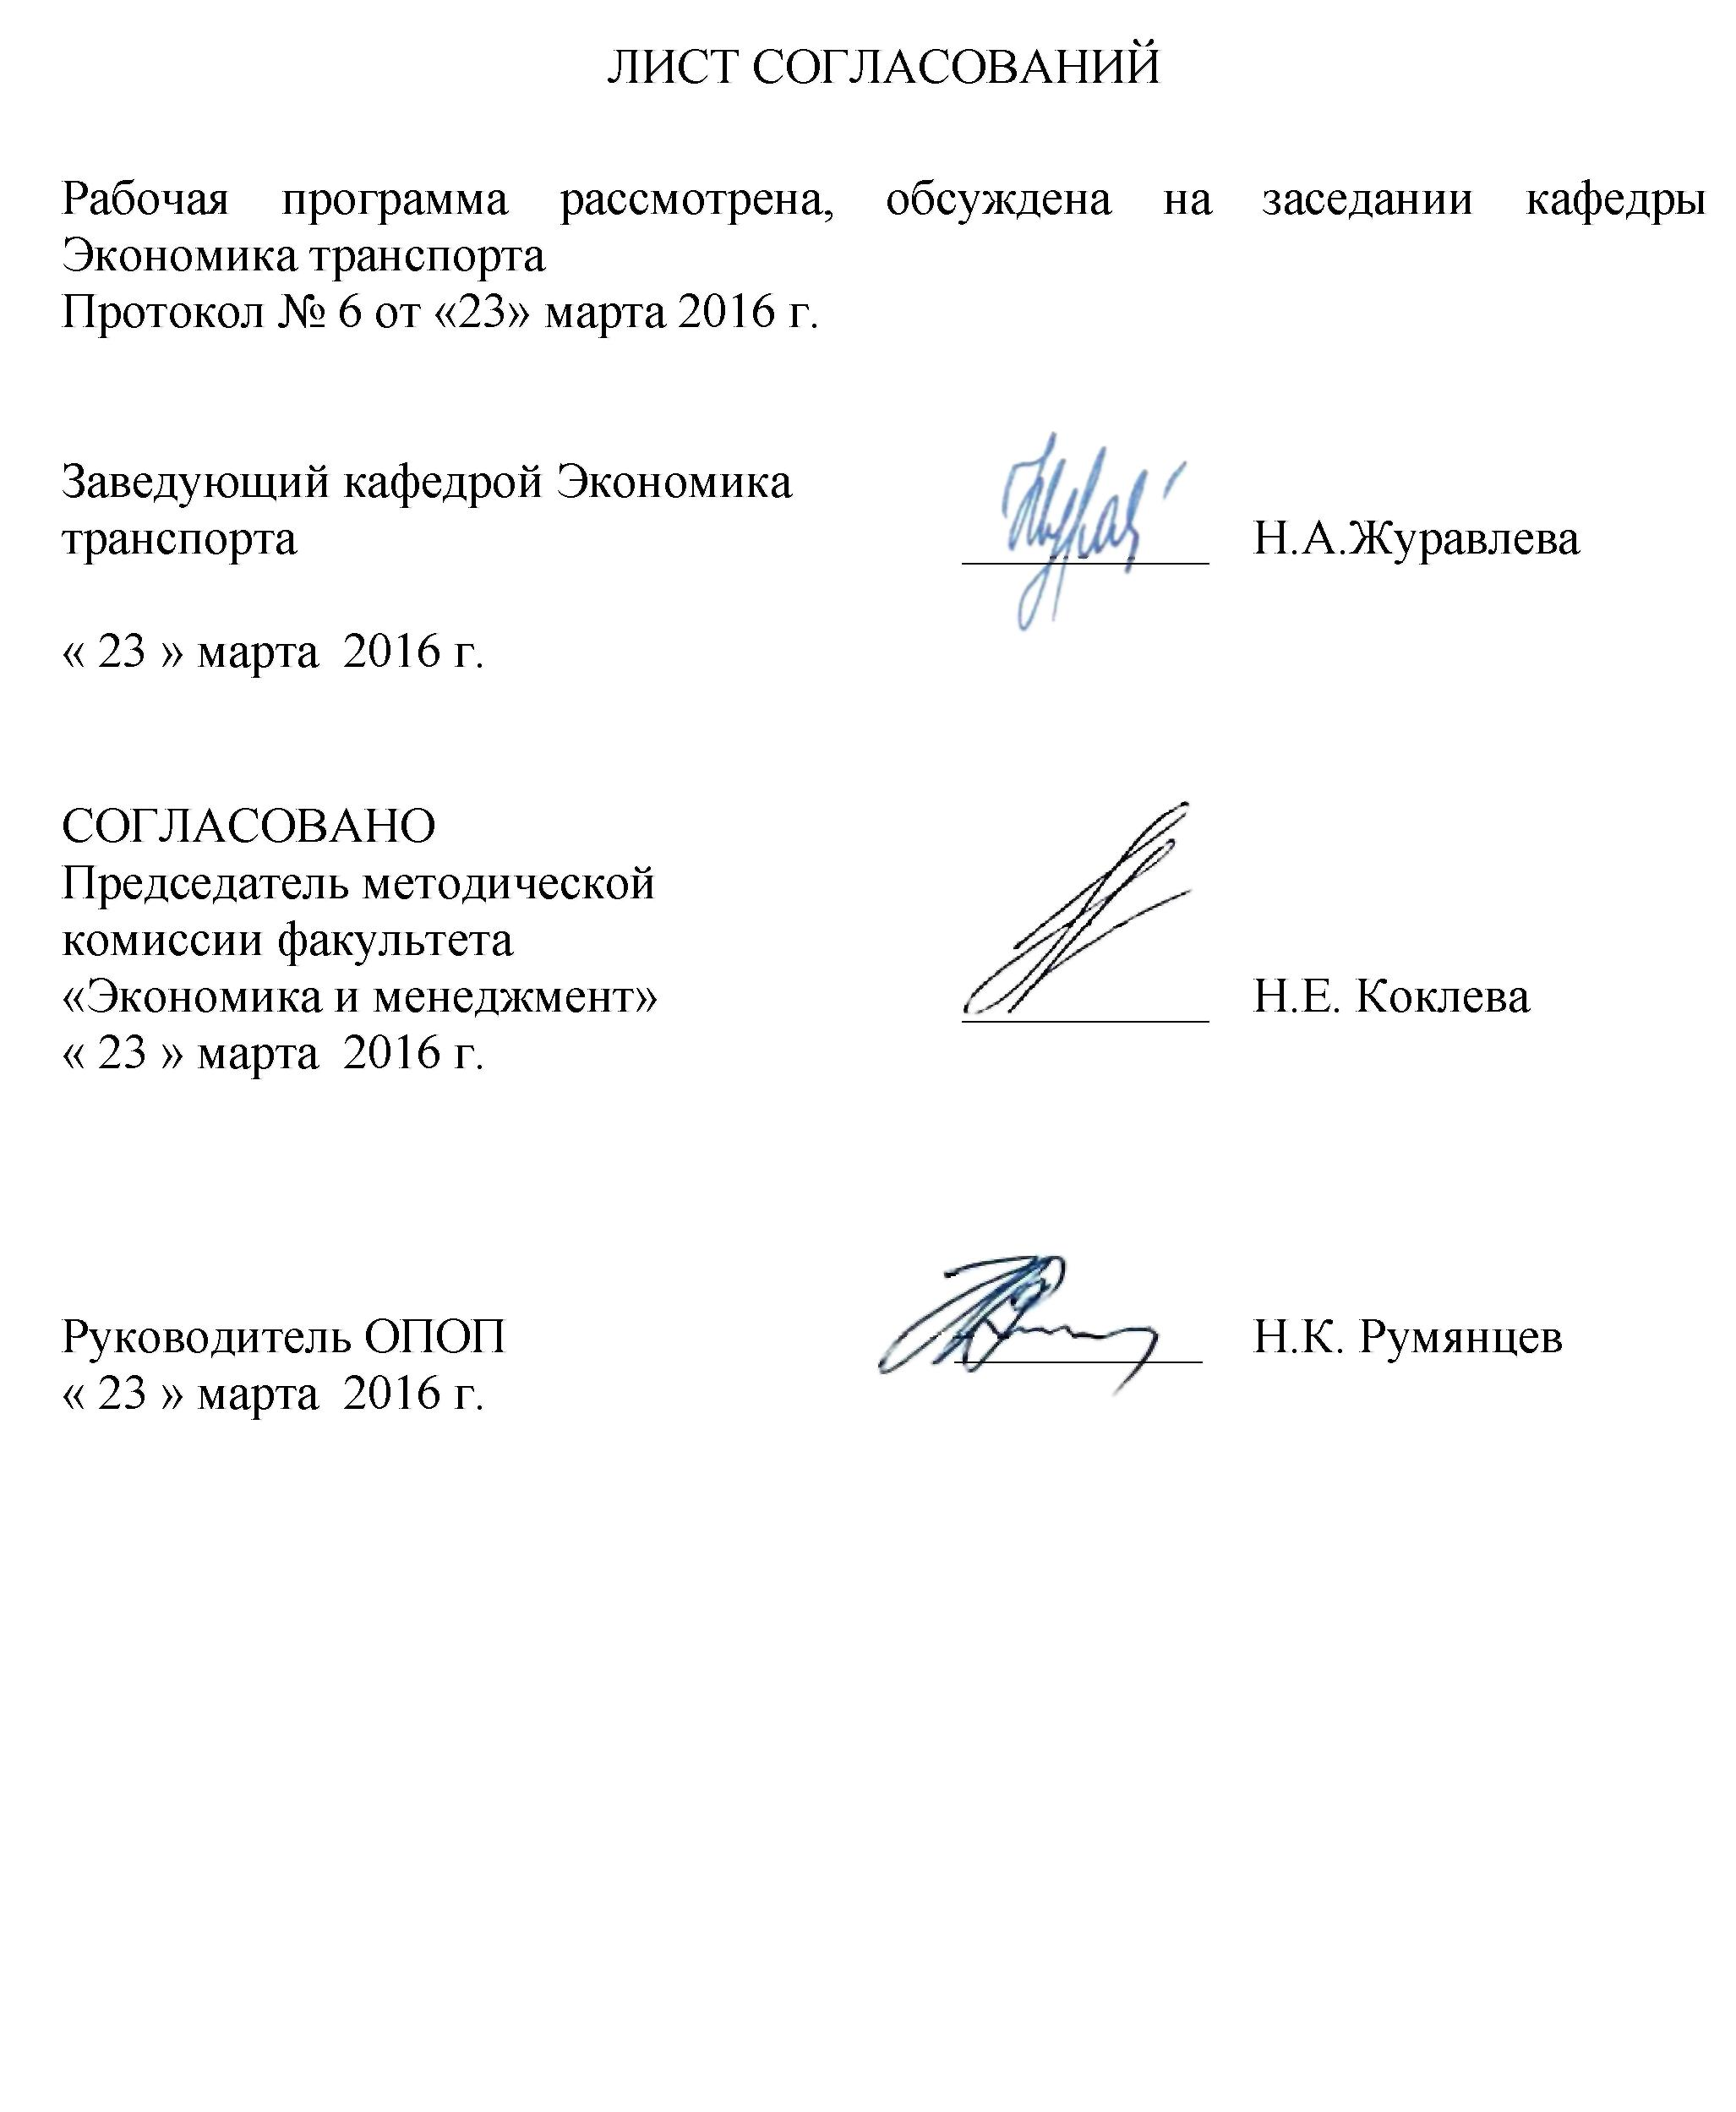 ЛИСТ СОГЛАСОВАНИЙ
Рабочая программа рассмотрена, обсуждена на заседании кафедры
Экономика транспорта
Протокол № 6 от «23» марта 2016 г.
Заведующий кафедрой Экономика
транспорта Н.А.Журавлева
« 23 » марта 2016 г.
СОГЛАСОВАНО
Председатель методической
комиссии факультета
«Экономика и менеджмент» Н.Е. Коклева
« 23 » марта 2016 г.
Руководитель ОПОП Н.К. Румянцев
« 23 » марта 2016 г.